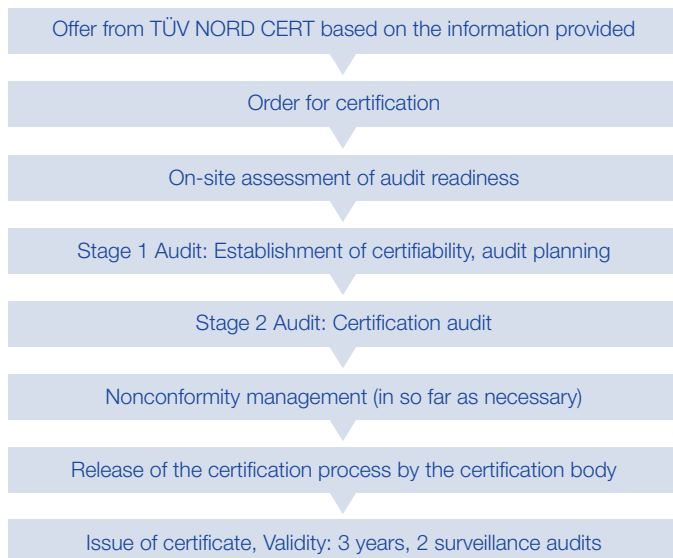 Offer from TÜV NORD CERT based on the information provided
Order for certification
On-site assessment of audit readiness
Stage 1 Audit: Establishment of certifiability, audit planning
Stage 2 Audit: Certification audit
Nonconformity management (in so far as necessary)
Release of the certification process by the certification body
Issue of certificate, Validity: 3 years, 2 surveillance audits